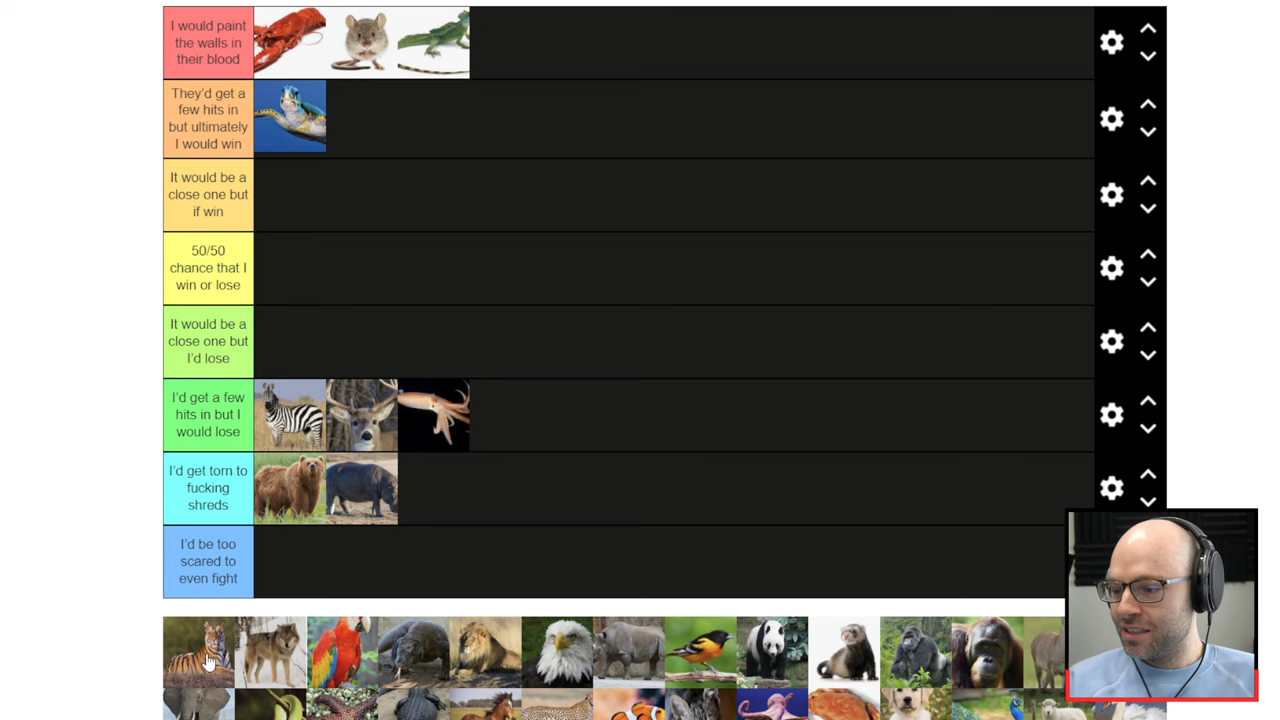 I would paint
the walls in
their blood
They'd get a
few hits in
but ultimately
I would win
It would be a
close one but
if win
50/50
chance that I
win or lose
It would be a
close one but
I'd lose
I'd get a few
hits in but I
would lose
I'd get torn to
fucking
shreds
I'd be too
scared to
even fight